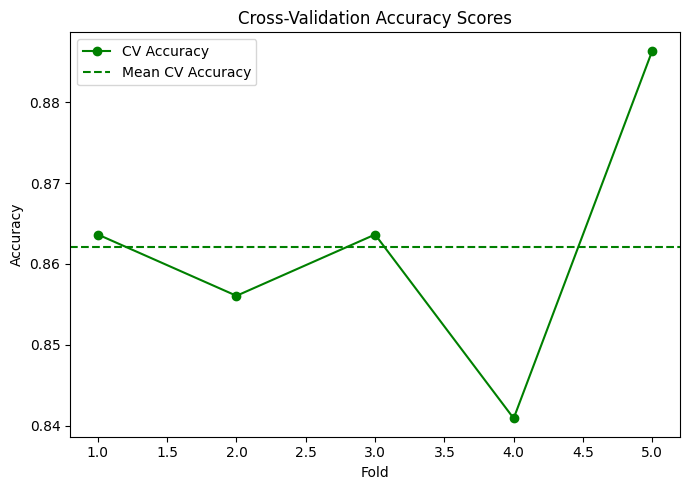 Cross-Validation Accuracy Scores
CV Accuracy
Mean CV Accuracy
Accuracy
0.88
0.87
0.86
0.85
0.84
1.0 1.5 2.0 2.5 3.0 3.5 4.0 4.5 5.0
Fold